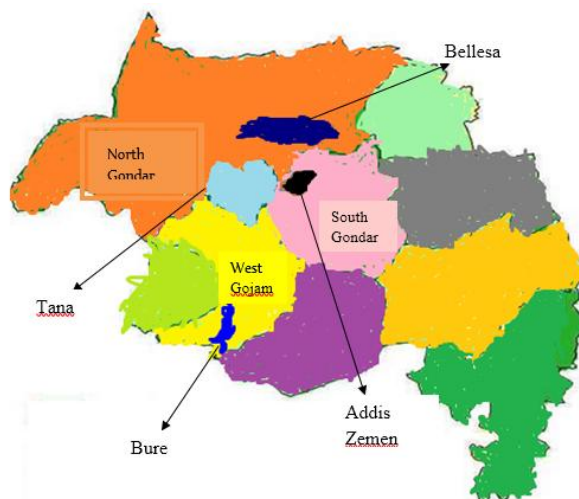 Bellesa
North
Gondar
South
Gondar
West
Gojam
Tana
Addis
Zemen
Bure